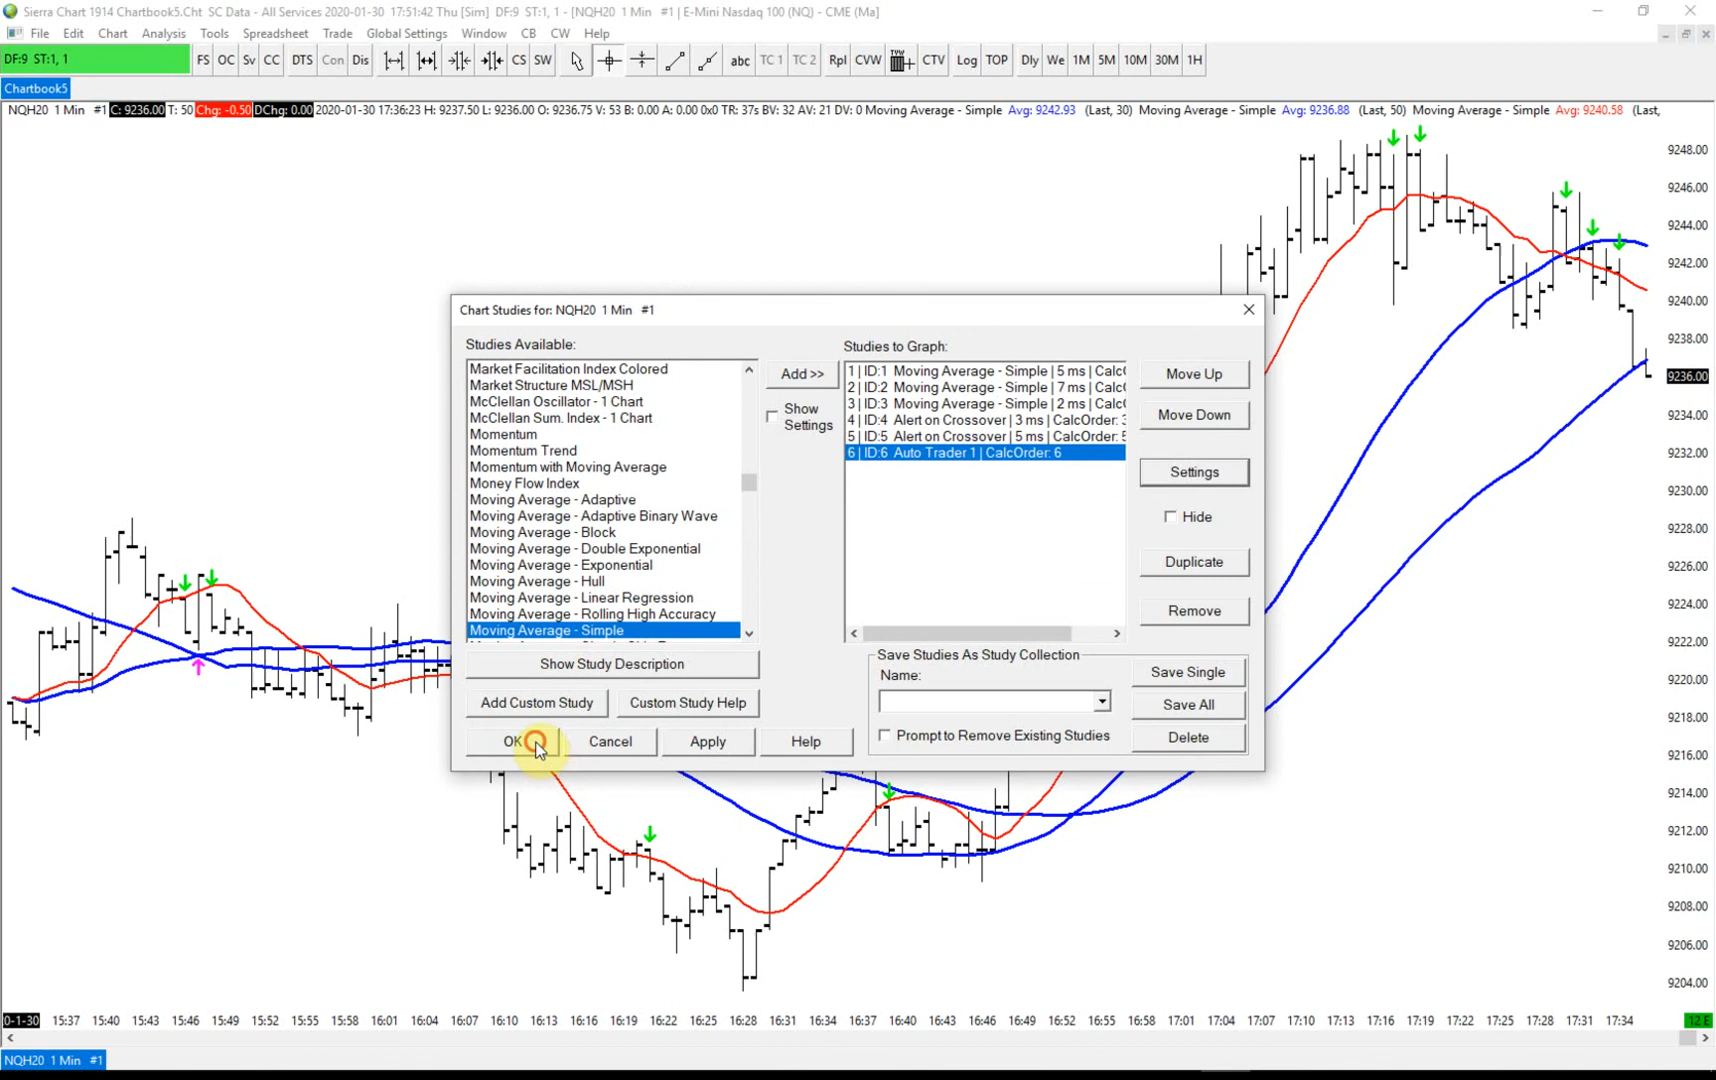 Sierra Chart 1914 Chartbook5.Cht SC Data - All Services 2020-01-30 17:51:42 Thu [Sim] DF:9 ST:1, 1 - [NQH20 1 Min #1 | E-Mini Nasdaq 100 (NQ) - CME (Ma]
File Edit Chart Analysis Tools Spreadsheet Trade Global Settings Window CB CW Help
DF:9 ST:1, 1 FS OC Sv CC DTS Con Dis CS SW abc TC 1 TC 2 Rpl CVW TVW CTV Log TOP Dly We 1M 5M 10M 30M 1H
Chartbook5
NQH20 1 Min #1 C: 9236.00 T: 50 Chg: -0.50 DChg: 0.00 2020-01-30 17:36:23 H: 9237.50 L: 9236.00 O: 9236.75 V: 53 B: 0.00 A: 0.00 0x0 TR: 37s BV: 32 AV: 21 DV: 0 Moving Average - Simple Avg: 9242.93 (Last, 30) Moving Average - Simple Avg: 9236.88 (Last, 50) Moving Average - Simple Avg: 9240.58 (Last,
Chart Studies for: NQH20 1 Min #1
Studies Available:
Market Facilitation Index Colored
Market Structure MSL/MSH
McClellan Oscillator - 1 Chart
McClellan Sum. Index - 1 Chart
Momentum
Momentum Trend
Momentum with Moving Average
Money Flow Index
Moving Average - Adaptive
Moving Average - Adaptive Binary Wave
Moving Average - Block
Moving Average - Double Exponential
Moving Average - Exponential
Moving Average - Hull
Moving Average - Linear Regression
Moving Average - Rolling High Accuracy
Moving Average - Simple
Add >>
Show Settings
Studies to Graph:
1 | ID:1 Moving Average - Simple | 5 ms | Calc
2 | ID:2 Moving Average - Simple | 7 ms | Calc
3 | ID:3 Moving Average - Simple | 2 ms | Calc
4 | ID:4 Alert on Crossover | 3 ms | CalcOrder: 
5 | ID:5 Alert on Crossover | 5 ms | CalcOrder: 
6 | ID:6 Auto Trader 1 | CalcOrder: 6
Move Up
Move Down
Settings
Hide
Duplicate
Remove
Show Study Description
Add Custom Study Custom Study Help
OK Cancel Apply Help
Save Studies As Study Collection
Name:
Prompt to Remove Existing Studies
Save Single
Save All
Delete
9248.00
9246.00
9244.00
9242.00
9240.00
9238.00
9236.00
9234.00
9232.00
9230.00
9228.00
9226.00
9224.00
9222.00
9220.00
9218.00
9216.00
9214.00
9212.00
9210.00
9208.00
9206.00
9204.00
0-1-30 15:37 15:40 15:43 15:46 15:49 15:52 15:55 15:58 16:01 16:04 16:07 16:10 16:13 16:16 16:19 16:22 16:25 16:28 16:31 16:34 16:37 16:40 16:43 16:46 16:49 16:52 16:55 16:58 17:01 17:04 17:07 17:10 17:13 17:16 17:19 17:22 17:25 17:28 17:31 17:34 12 E
NQH20 1 Min #1